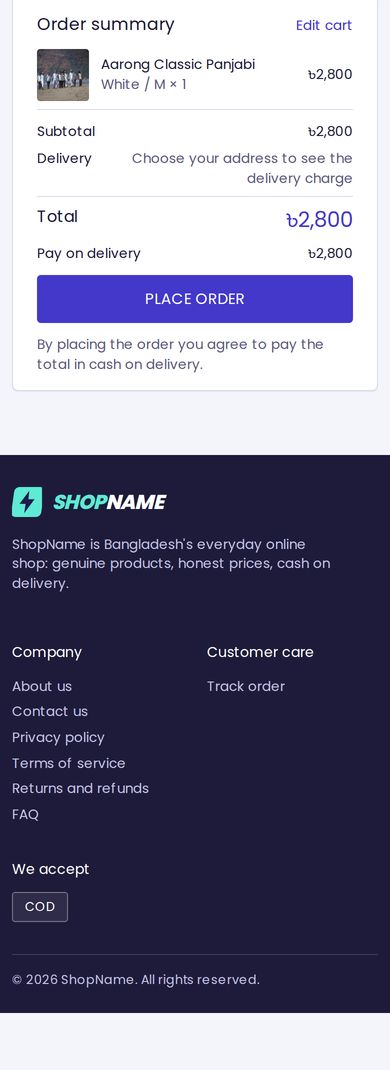 Order summary
Edit cart
Aarong Classic Panjabi
৳2,800
White / M × 1
Subtotal
৳2,800
Delivery
Choose your address to see the
delivery charge
Total
৳2,800
Pay on delivery
৳2,800
PLACE ORDER
By placing the order you agree to pay the
total in cash on delivery.
SHOPNAME
ShopName is Bangladesh's everyday online
shop: genuine products, honest prices, cash on
delivery.
Company
About us
Contact us
Privacy policy
Terms of service
Returns and refunds
FAQ
Customer care
Track order
We accept
COD
© 2026 ShopName. All rights reserved.